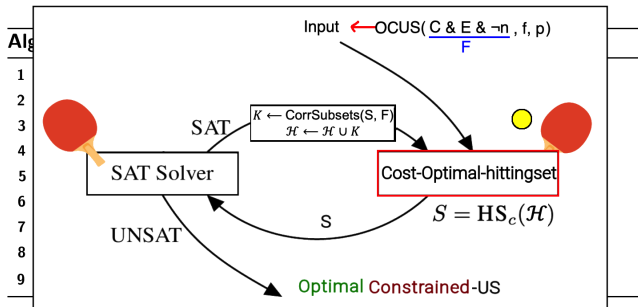 Input ← OCUS( C & E & ¬n , f, p)
F
Alg
1
2
3
4
5
6
7
8
9
K ← CorrSubsets(S, F)
ℋ ← ℋ ∪ K
SAT
SAT Solver
Cost-Optimal-hittingset
S = HS_c(ℋ)
S
UNSAT
Optimal Constrained-US